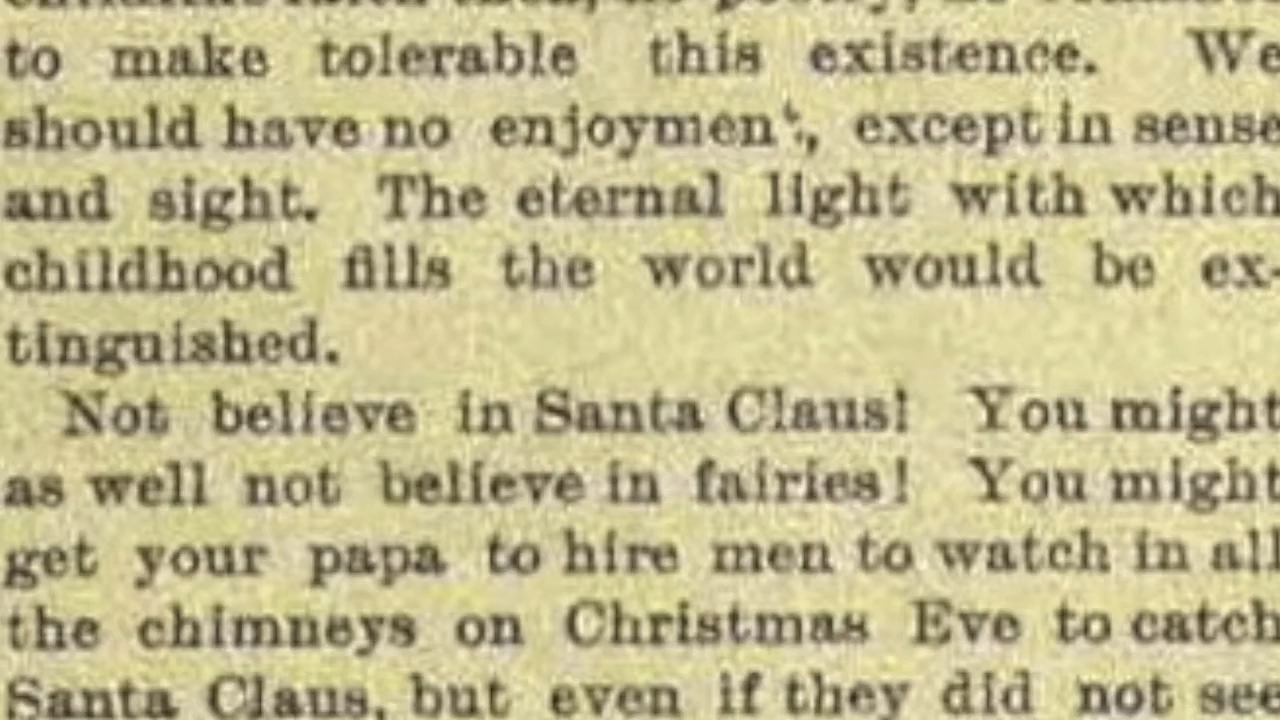 to make tolerable this existence. We
should have no enjoyment, except in sense
and sight. The eternal light with which
childhood fills the world would be ex-
tinguished.
Not believe in Santa Claus! You might
as well not believe in fairies! You might
get your papa to hire men to watch in all
the chimneys on Christmas Eve to catch
Santa Claus, but even if they did not see